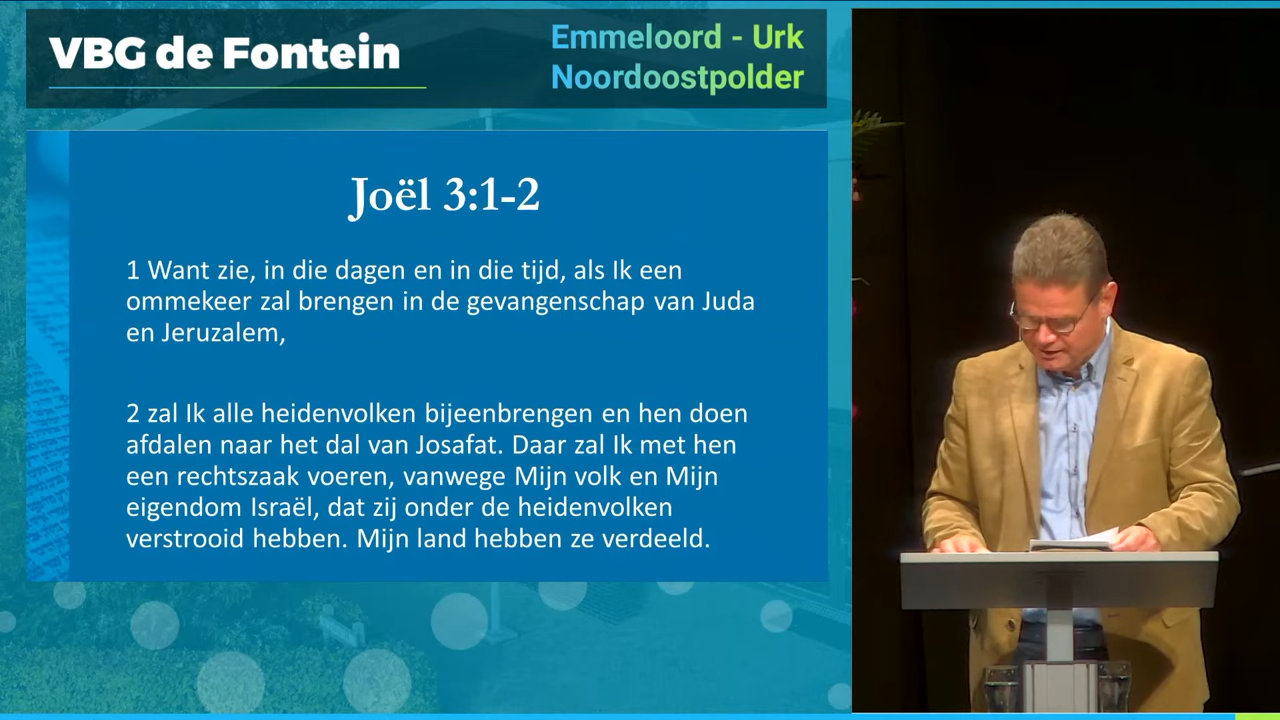 VBG de Fontein
Emmeloord - Urk
Noordoostpolder
Joël 3:1-2
1 Want zie, in die dagen en in die tijd, als Ik een
ommekeer zal brengen in de gevangenschap van Juda
en Jeruzalem,
2 zal Ik alle heidenvolken bijeenbrengen en hen doen
afdalen naar het dal van Josafat. Daar zal Ik met hen
een rechtszaak voeren, vanwege Mijn volk en Mijn
eigendom Israël, dat zij onder de heidenvolken
verstrooid hebben. Mijn land hebben ze verdeeld.